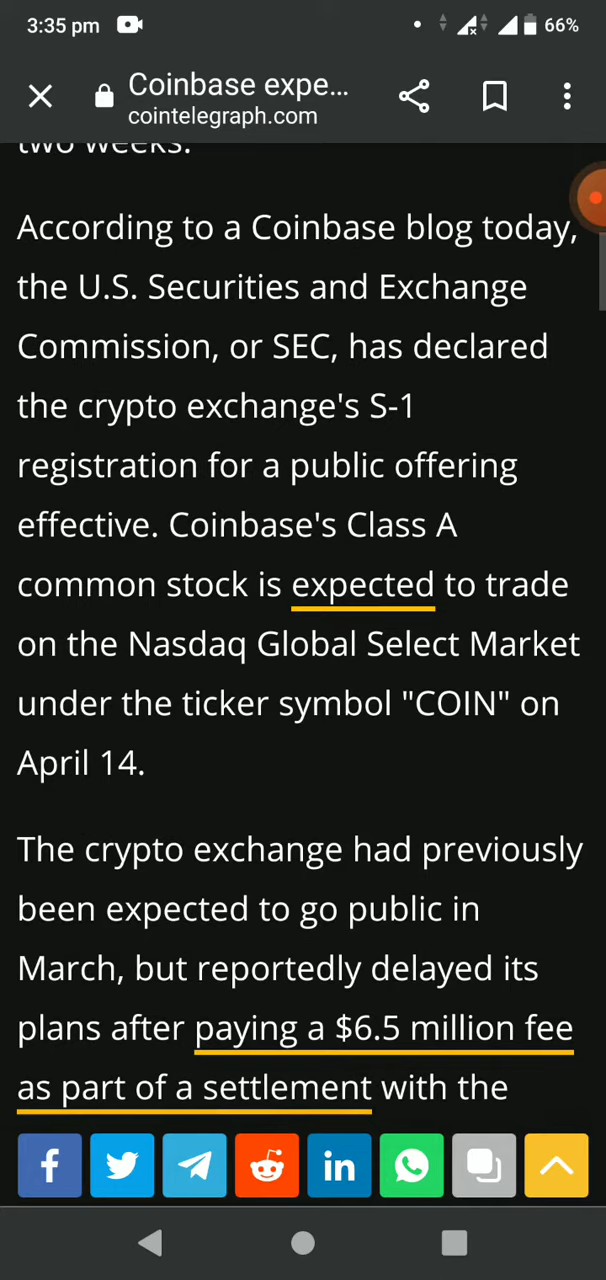 3:35 pm
66%
Coinbase expe...
cointelegraph.com
two weeks.
According to a Coinbase blog today,
the U.S. Securities and Exchange
Commission, or SEC, has declared
the crypto exchange's S-1
registration for a public offering
effective. Coinbase's Class A
common stock is expected to trade
on the Nasdaq Global Select Market
under the ticker symbol "COIN" on
April 14.
The crypto exchange had previously
been expected to go public in
March, but reportedly delayed its
plans after paying a $6.5 million fee
as part of a settlement with the